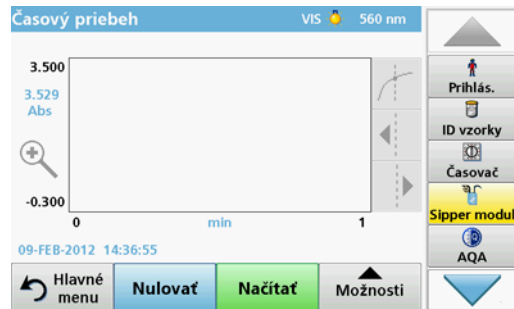 Časový priebeh
VIS 560 nm
3.500
3.529
Abs
-0.300
0 min 1
09-FEB-2012 14:36:55
Hlavné
menu
Nulovať
Načítať
Možnosti
Prihlás.
ID vzorky
Časovač
Sipper modul
AQA